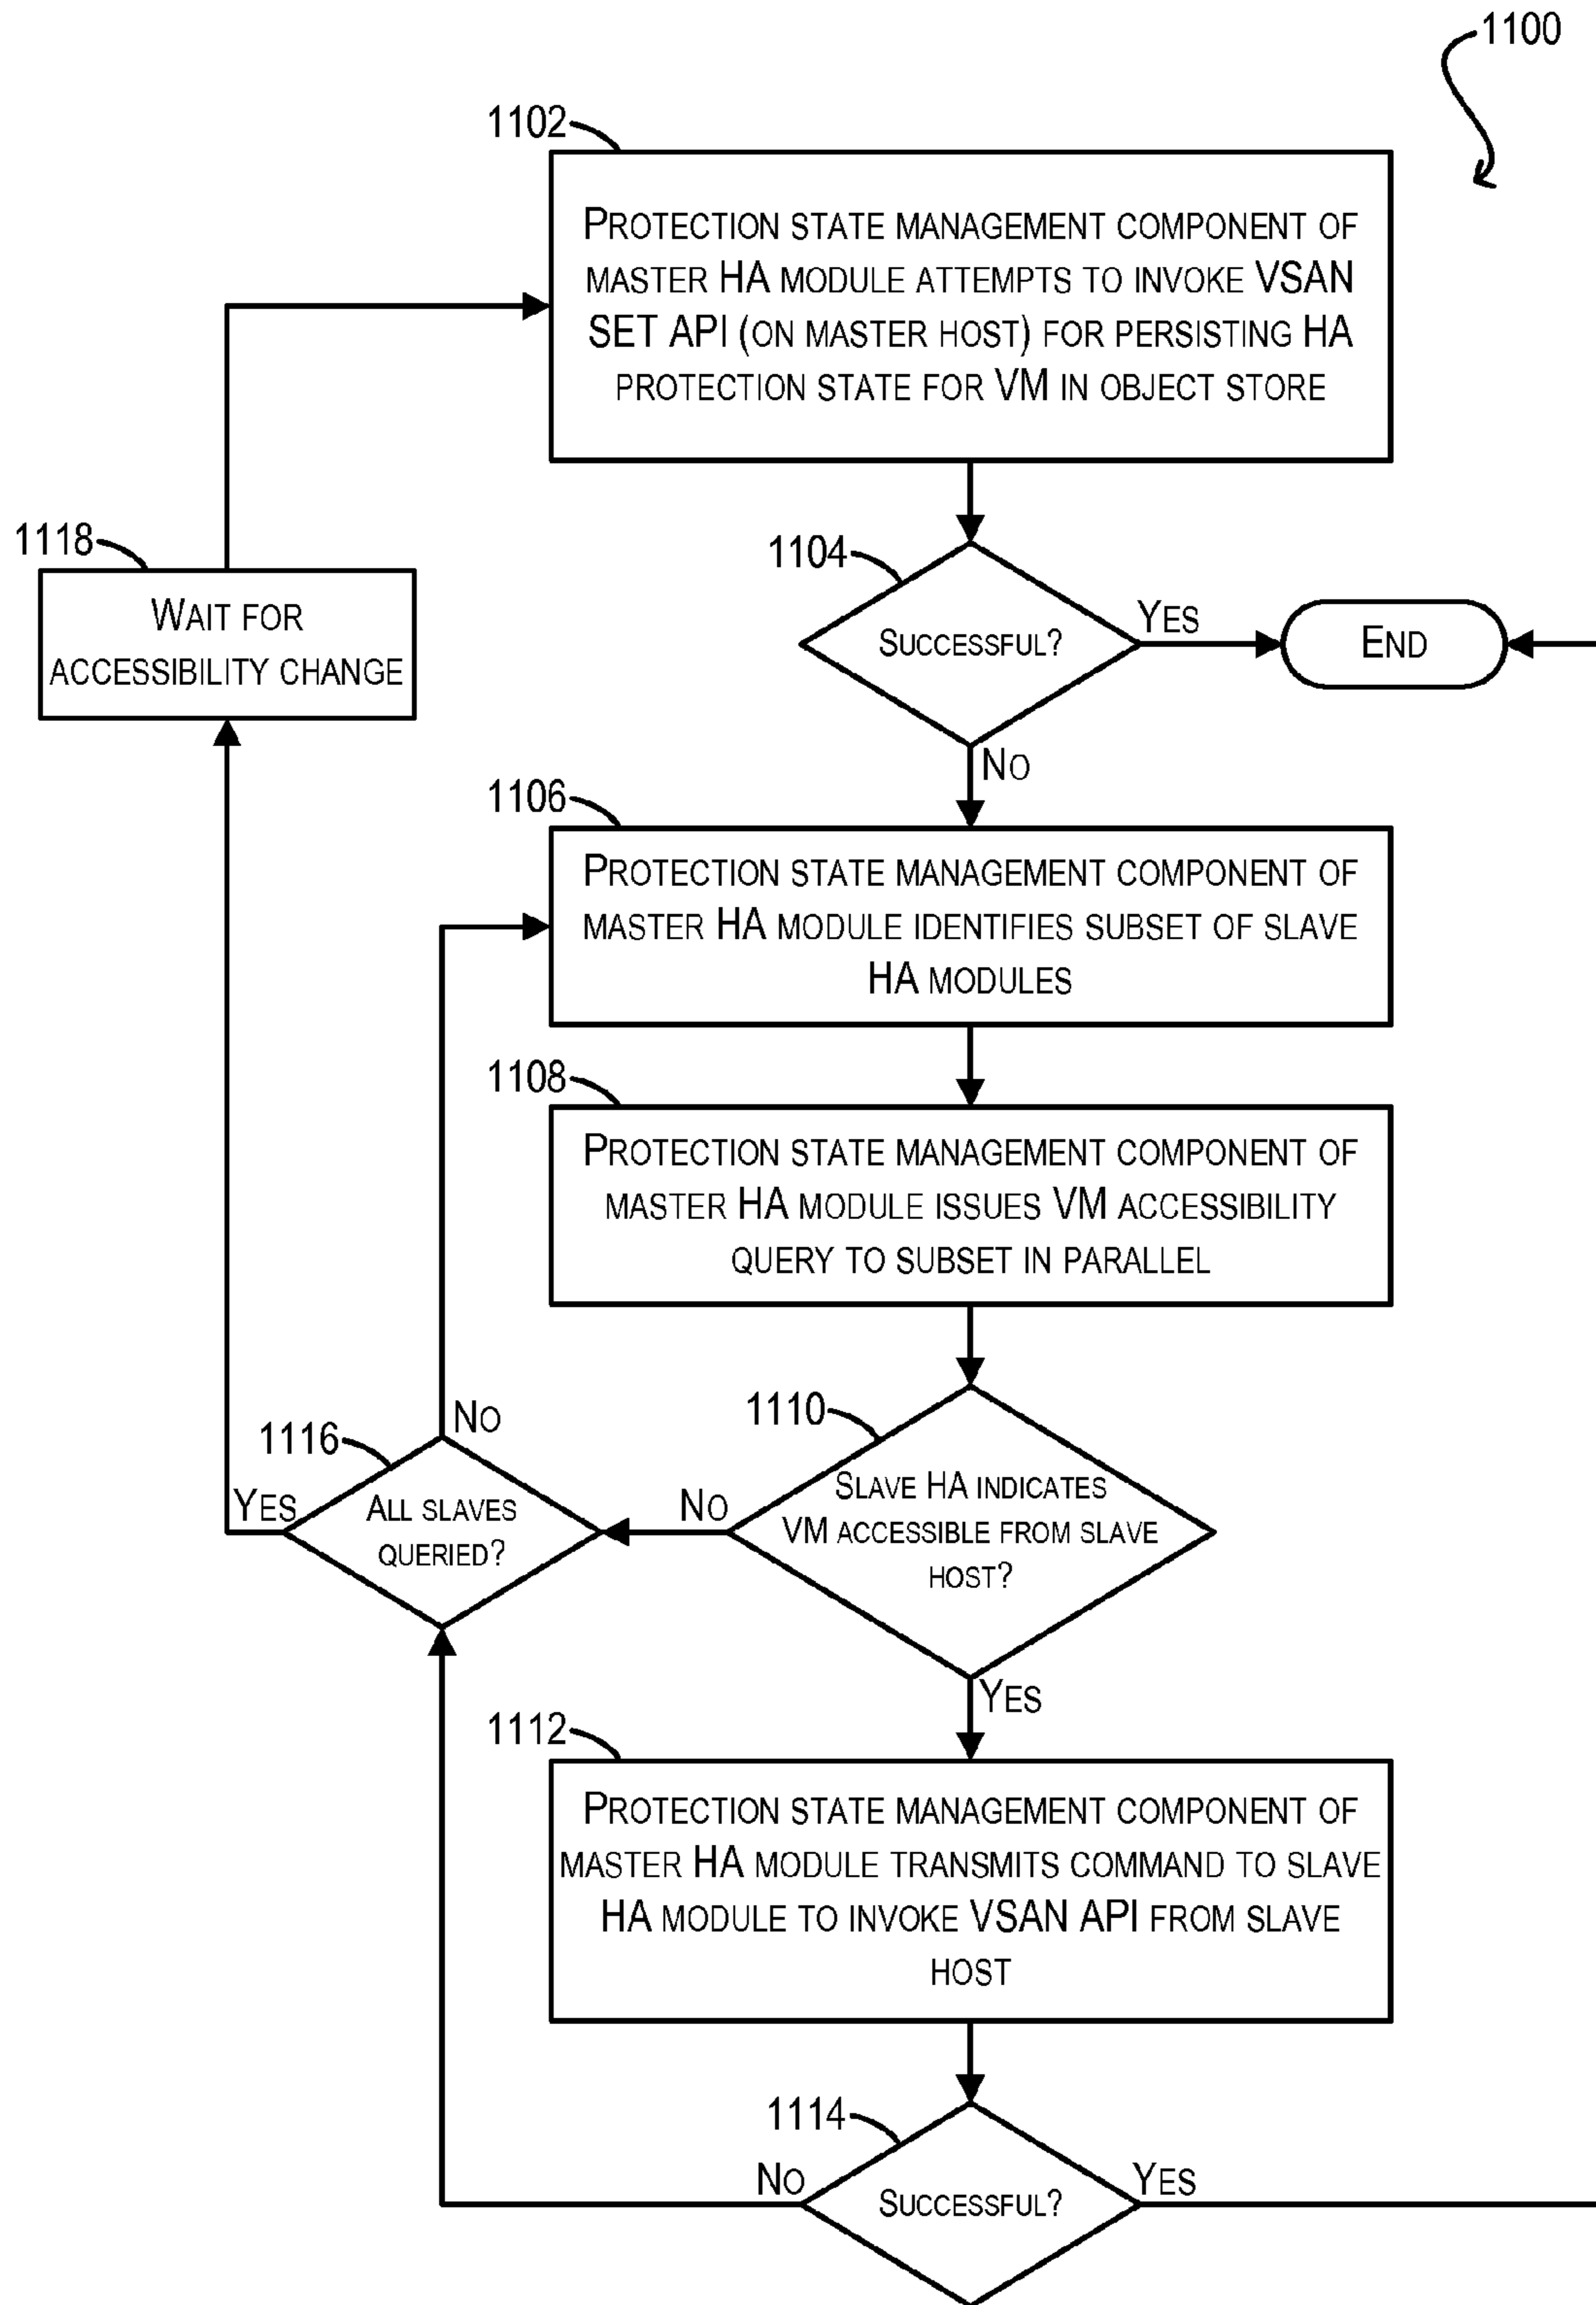 1100
1102
Protection state management component of
master HA module attempts to invoke VSAN
SET API (on master host) for persisting HA
protection state for VM in object store
1118
Wait for
accessibility change
1104
Successful?
Yes
End
No
1106
Protection state management component of
master HA module identifies subset of slave
HA modules
1108
Protection state management component of
master HA module issues VM accessibility
query to subset in parallel
1110
Slave HA indicates
VM accessible from slave
host?
No
Yes
1116
All slaves
queried?
No
Yes
1112
Protection state management component of
master HA module transmits command to slave
HA module to invoke VSAN API from slave
host
1114
Successful?
No
Yes